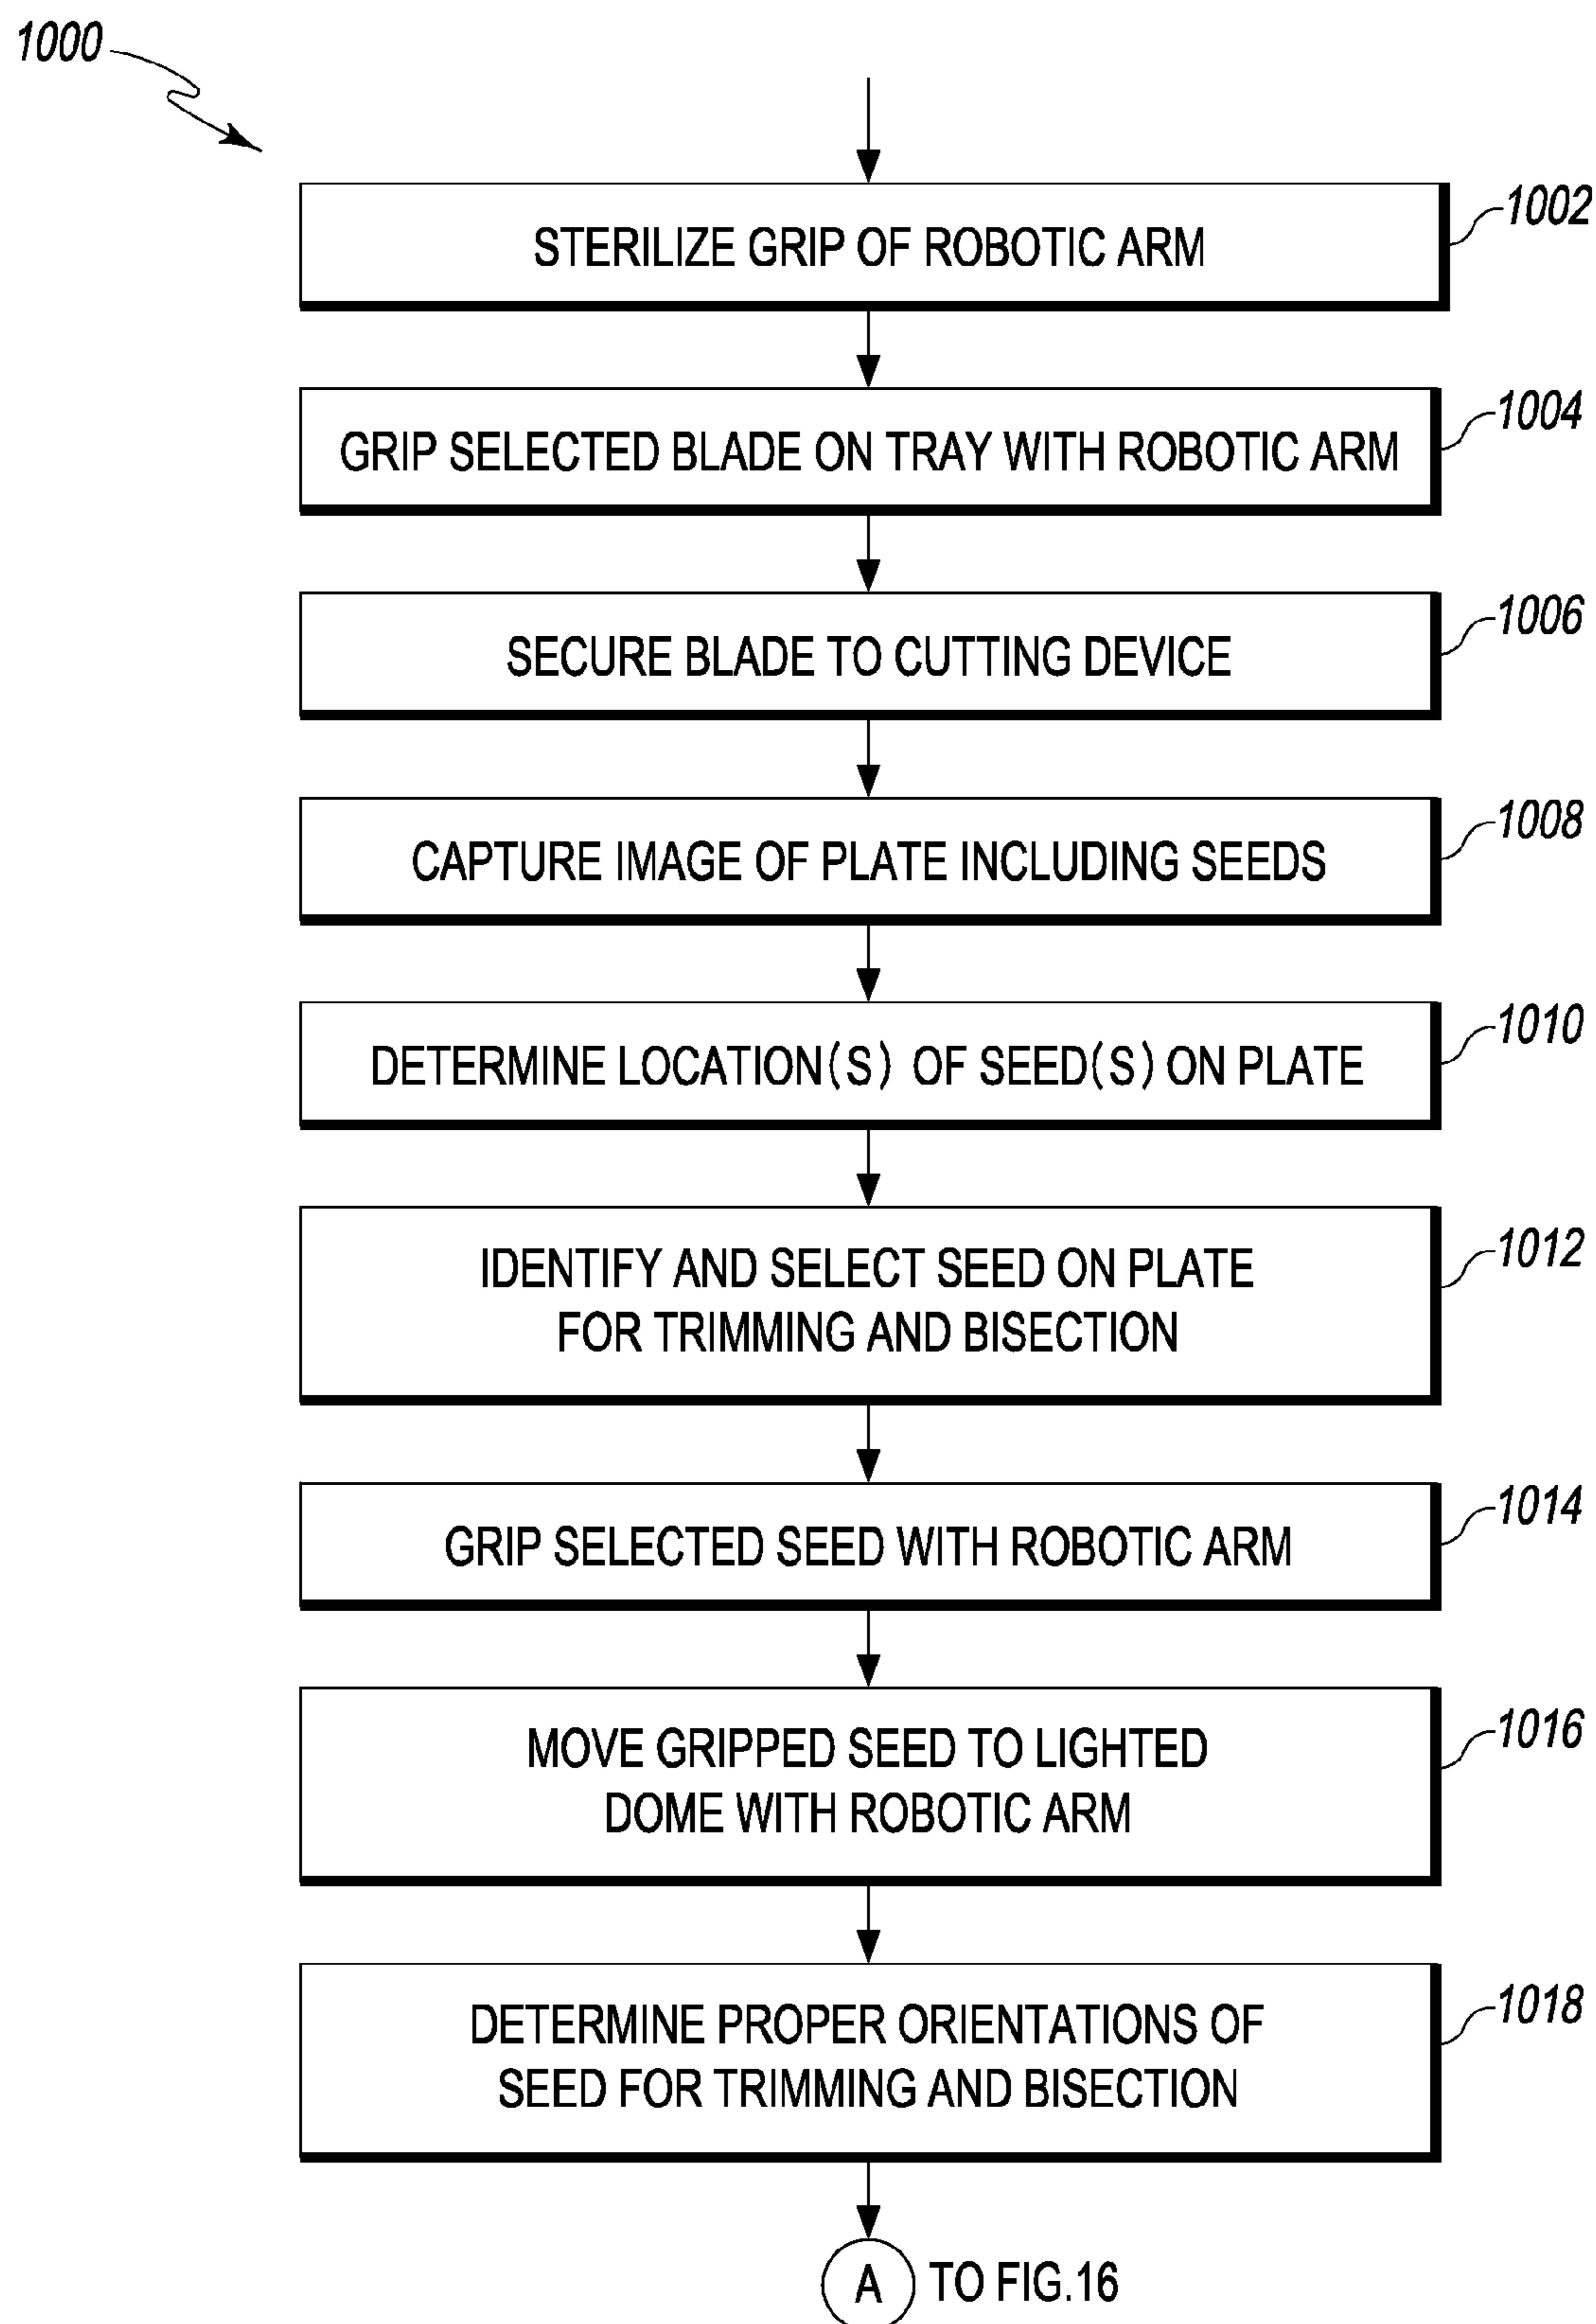 1000
STERILIZE GRIP OF ROBOTIC ARM
1002
GRIP SELECTED BLADE ON TRAY WITH ROBOTIC ARM
1004
SECURE BLADE TO CUTTING DEVICE
1006
CAPTURE IMAGE OF PLATE INCLUDING SEEDS
1008
DETERMINE LOCATION(S) OF SEED(S) ON PLATE
1010
IDENTIFY AND SELECT SEED ON PLATE
FOR TRIMMING AND BISECTION
1012
GRIP SELECTED SEED WITH ROBOTIC ARM
1014
MOVE GRIPPED SEED TO LIGHTED
DOME WITH ROBOTIC ARM
1016
DETERMINE PROPER ORIENTATIONS OF
SEED FOR TRIMMING AND BISECTION
1018
A TO FIG.16